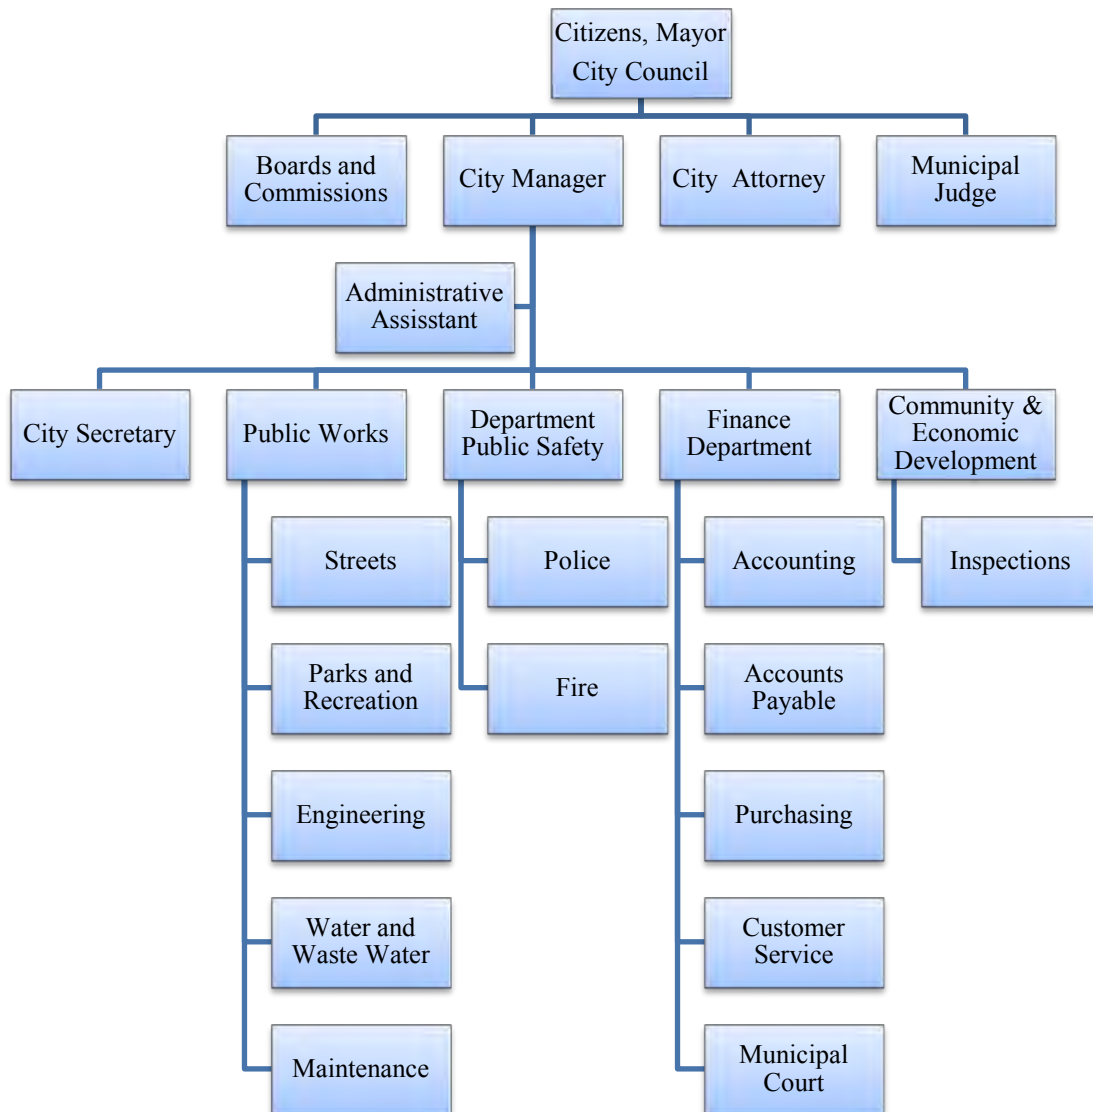 Citizens, Mayor
City Council
Boards and
Commissions
City Manager
City Attorney
Municipal
Judge
Administrative
Assisstant
City Secretary
Public Works
Department
Public Safety
Finance
Department
Community &
Economic
Development
Streets
Police
Accounting
Inspections
Parks and
Recreation
Fire
Accounts
Payable
Engineering
Purchasing
Water and
Waste Water
Customer
Service
Maintenance
Municipal
Court